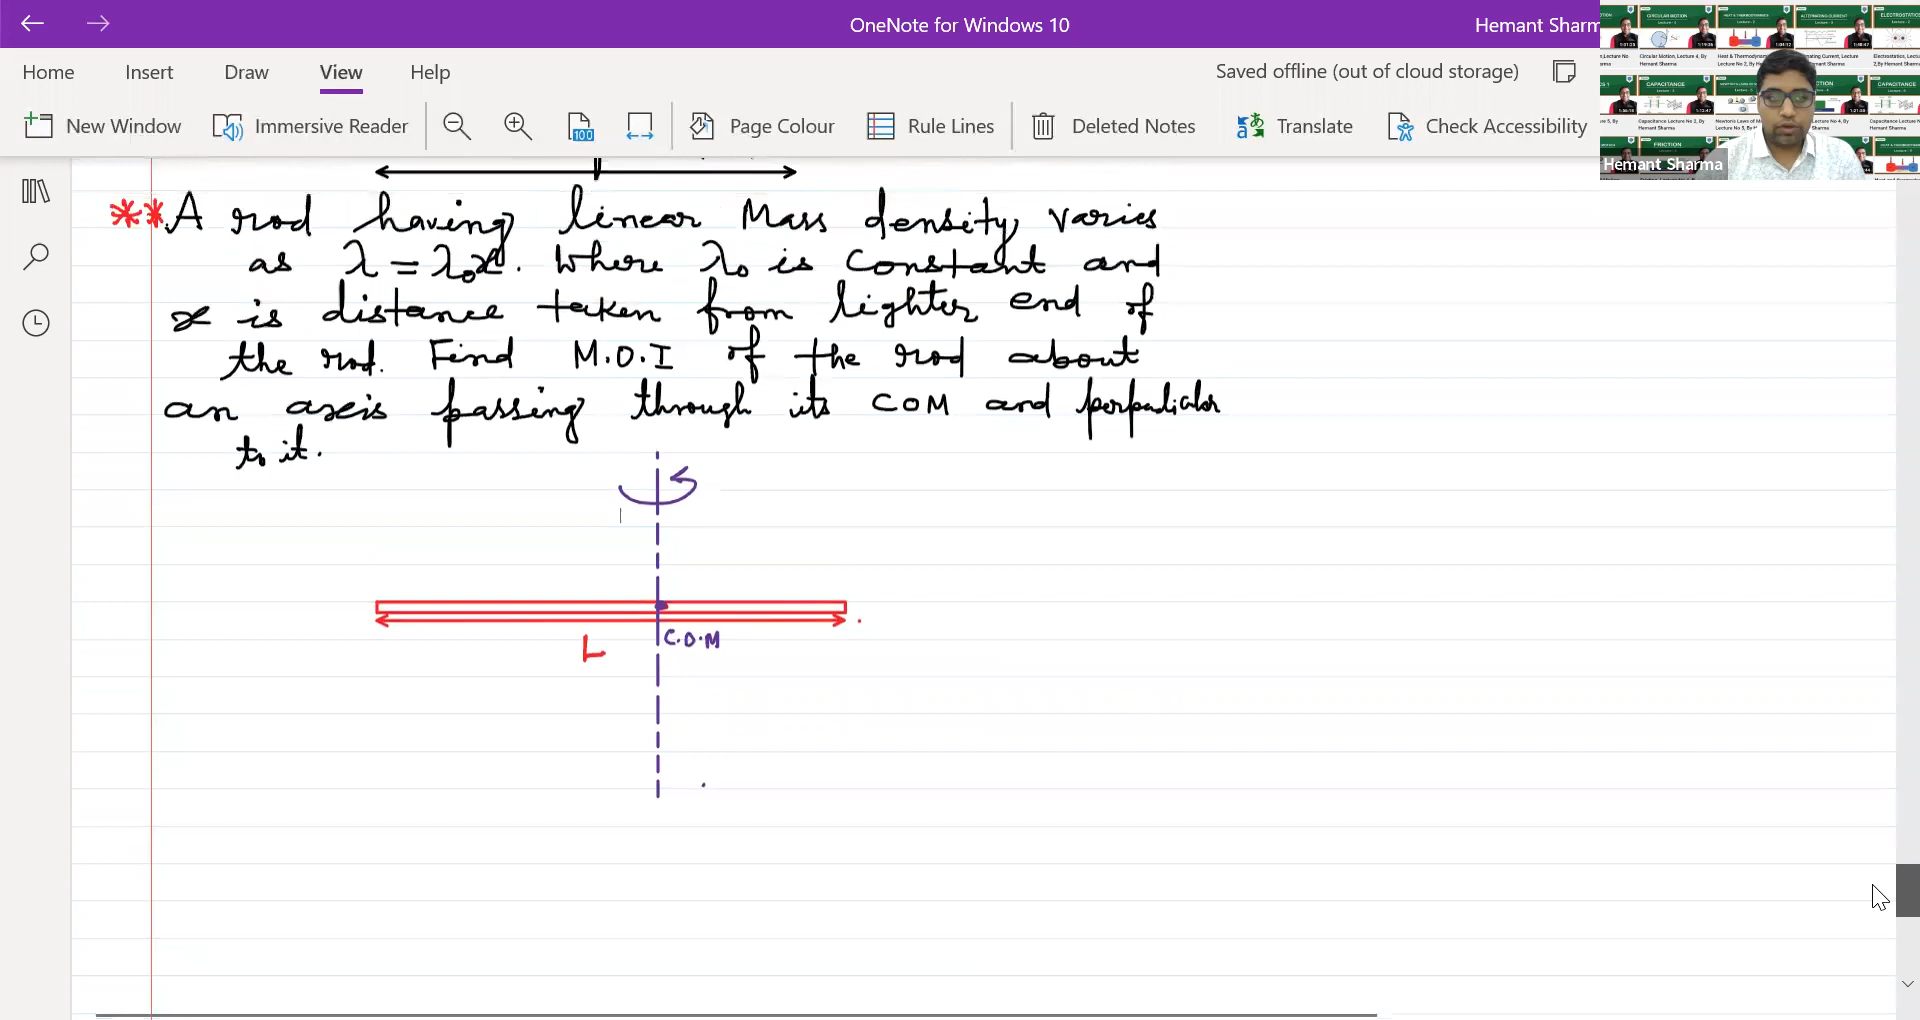 OneNote for Windows 10
Hemant Sharm
Home Insert Draw View Help
Saved offline (out of cloud storage)
New Window Immersive Reader Page Colour Rule Lines Deleted Notes Translate Check Accessibility
Hemant Sharma
**A rod having linear Mass density varies
as λ = λ₀x. Where λ₀ is constant and
x is distance taken from lighter end of
the rod. Find M.O.I of the rod about
an axis passing through its COM and
to it.
C.O.M
L